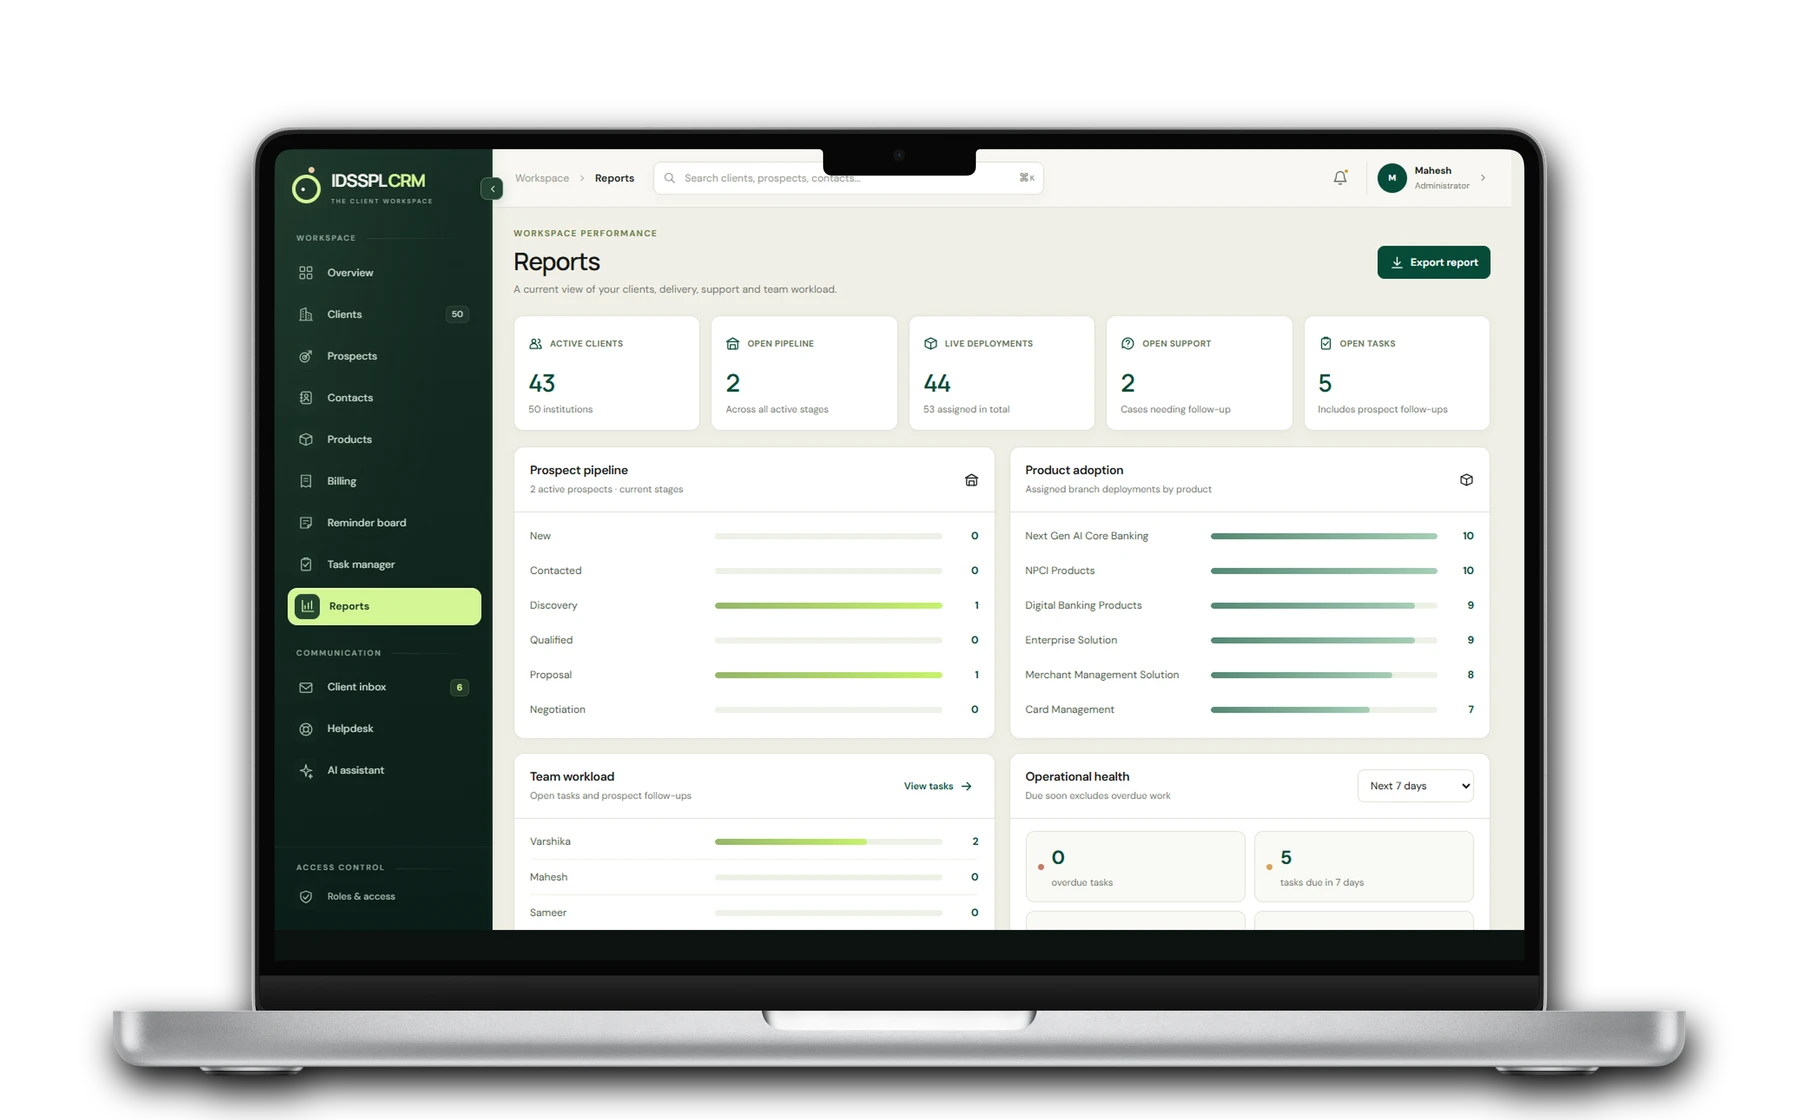 IDSSPLCRM
THE CLIENT WORKSPACE
WORKSPACE
Overview
Clients 50
Prospects
Contacts
Products
Billing
Reminder board
Task manager
Reports
COMMUNICATION
Client inbox 6
Helpdesk
AI assistant
ACCESS CONTROL
Roles & access
Workspace > Reports
Search clients, prospects, contacts... ⌘K
M
Mahesh
Administrator
WORKSPACE PERFORMANCE
Reports
A current view of your clients, delivery, support and team workload.
Export report
ACTIVE CLIENTS
43
50 institutions
OPEN PIPELINE
2
Across all active stages
LIVE DEPLOYMENTS
44
53 assigned in total
OPEN SUPPORT
2
Cases needing follow-up
OPEN TASKS
5
Includes prospect follow-ups
Prospect pipeline
2 active prospects · current stages
New 0
Contacted 0
Discovery 1
Qualified 0
Proposal 1
Negotiation 0
Product adoption
Assigned branch deployments by product
Next Gen AI Core Banking 10
NPCI Products 10
Digital Banking Products 9
Enterprise Solution 9
Merchant Management Solution 8
Card Management 7
Team workload
Open tasks and prospect follow-ups
View tasks →
Varshika 2
Mahesh 0
Sameer 0
Operational health
Due soon excludes overdue work
Next 7 days
0
overdue tasks
5
tasks due in 7 days